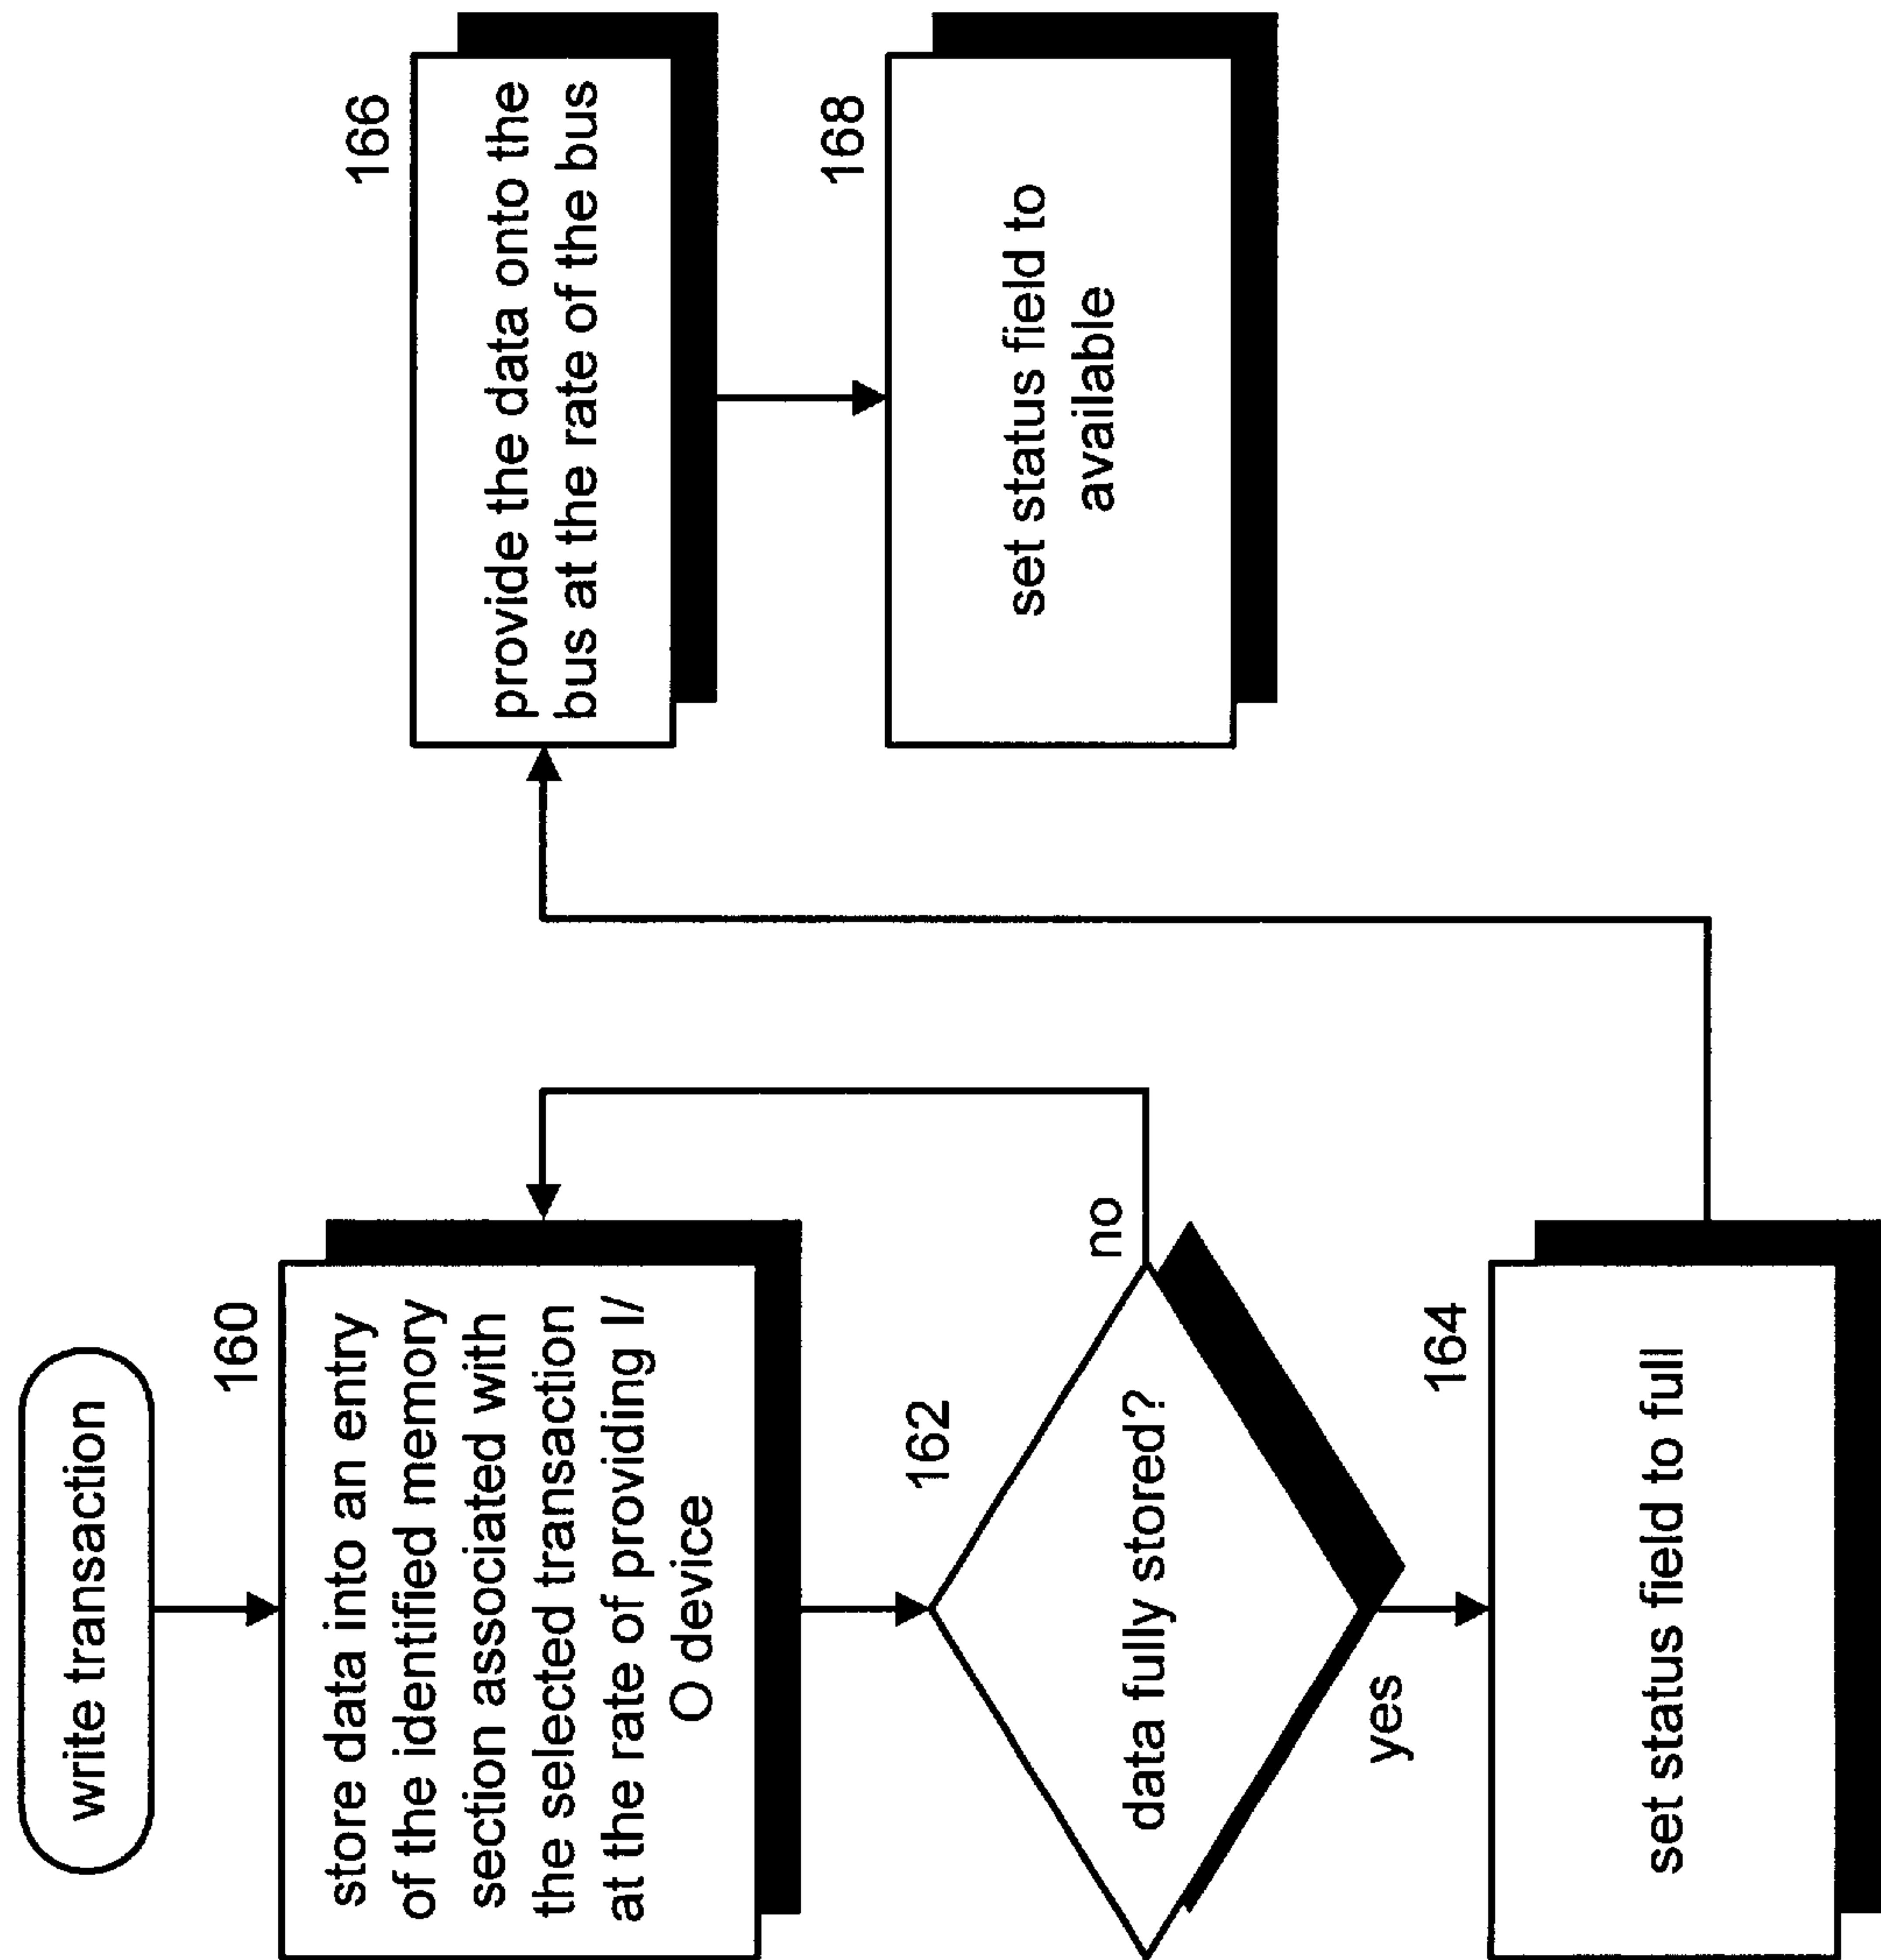 write transaction
160
store data into an entry
of the identified memory
section associated with
the selected transaction
at the rate of providing I/
O device
162
data fully stored?
no
yes
164
set status field to full
166
provide the data onto the
bus at the rate of the bus
168
set status field to
available